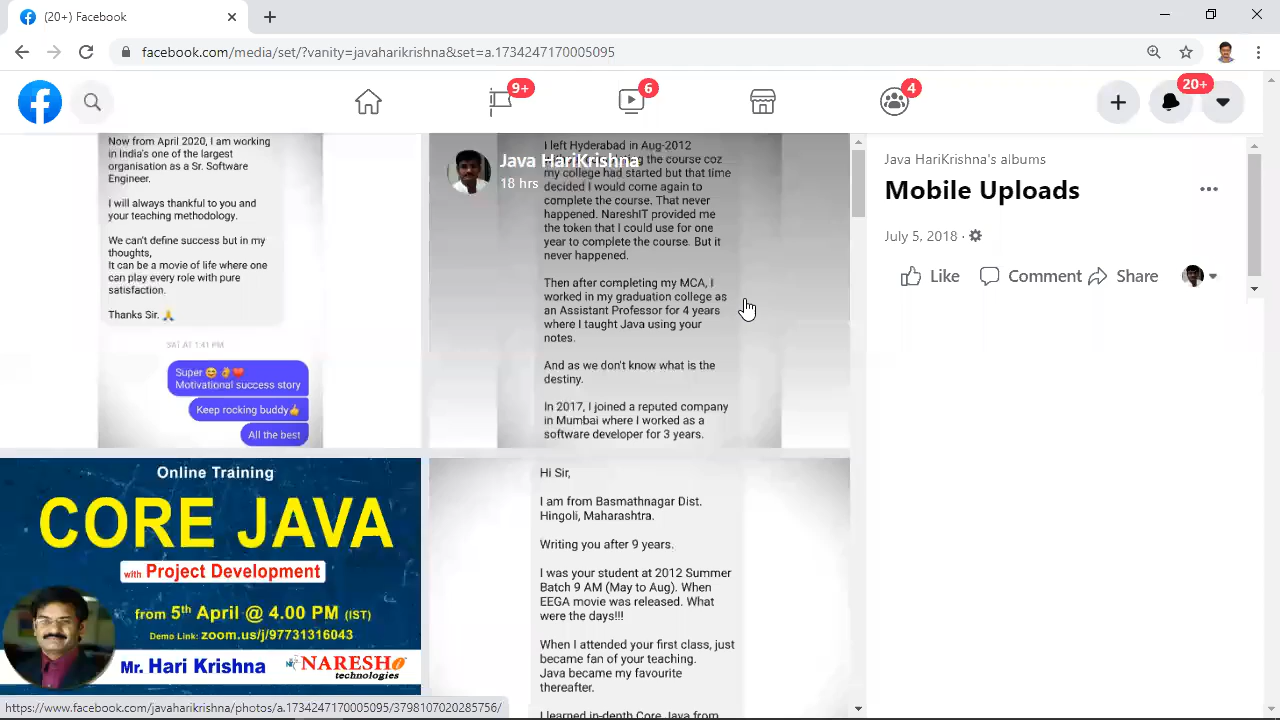 (20+) Facebook
facebook.com/media/set/?vanity=javaharikrishna&set=a.1734247170005095
9+
6
4
20+
Now from April 2020, I am working
in India's one of the largest
organisation as a Sr. Software
Engineer.
I will always thankful to you and
your teaching methodology.
We can't define success but in my
thoughts,
It can be a movie of life where one
can play every role with pure
satisfaction.
Thanks Sir. 🙏
SAT AT 1:41 PM
Super
Motivational success story
Keep rocking buddy👍
All the best
I left Hyderabad in Aug-2012
the course coz
Java HariKrishna
my college had started but that time
18 hrs
decided I would come again to
complete the course. That never
happened. NareshIT provided me
the token that I could use for one
year to complete the course. But it
never happened.
Then after completing my MCA, I
worked in my graduation college as
an Assistant Professor for 4 years
where I taught Java using your
notes.
And as we don't know what is the
destiny.
In 2017, I joined a reputed company
in Mumbai where I worked as a
software developer for 3 years.
Java HariKrishna's albums
Mobile Uploads
July 5, 2018 ·
Like
Comment
Share
Online Training
CORE JAVA
with Project Development
from 5th April @ 4.00 PM (IST)
Demo Link: zoom.us/j/97731316043
Mr. Hari Krishna
NARESH
technologies
Hi Sir,
I am from Basmathnagar Dist.
Hingoli, Maharashtra.
Writing you after 9 years.
I was your student at 2012 Summer
Batch 9 AM (May to Aug). When
EEGA movie was released. What
were the days!!!
When I attended your first class, just
became fan of your teaching.
Java became my favourite
thereafter.
I learned in-depth Core Java from
https://www.facebook.com/javaharikrishna/photos/a.1734247170005095/3798107020285756/